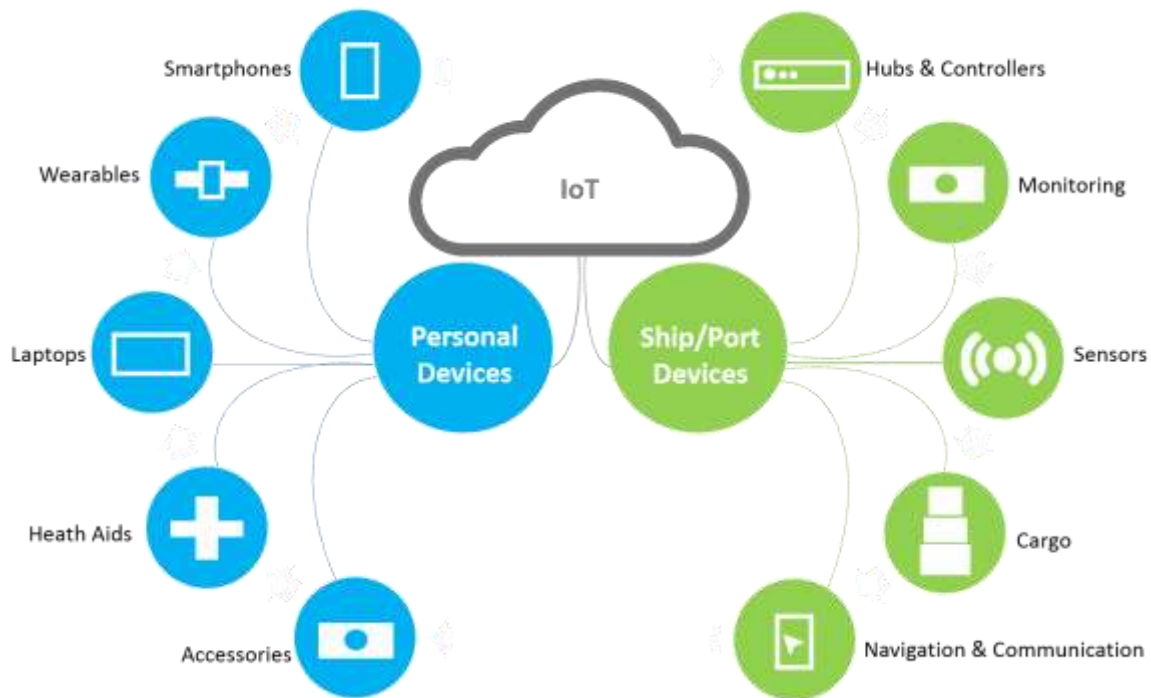 Smartphones
Hubs & Controllers
Wearables
IoT
Monitoring
Personal
Devices
Ship/Port
Devices
Laptops
Sensors
Heath Aids
Cargo
Accessories
Navigation & Communication